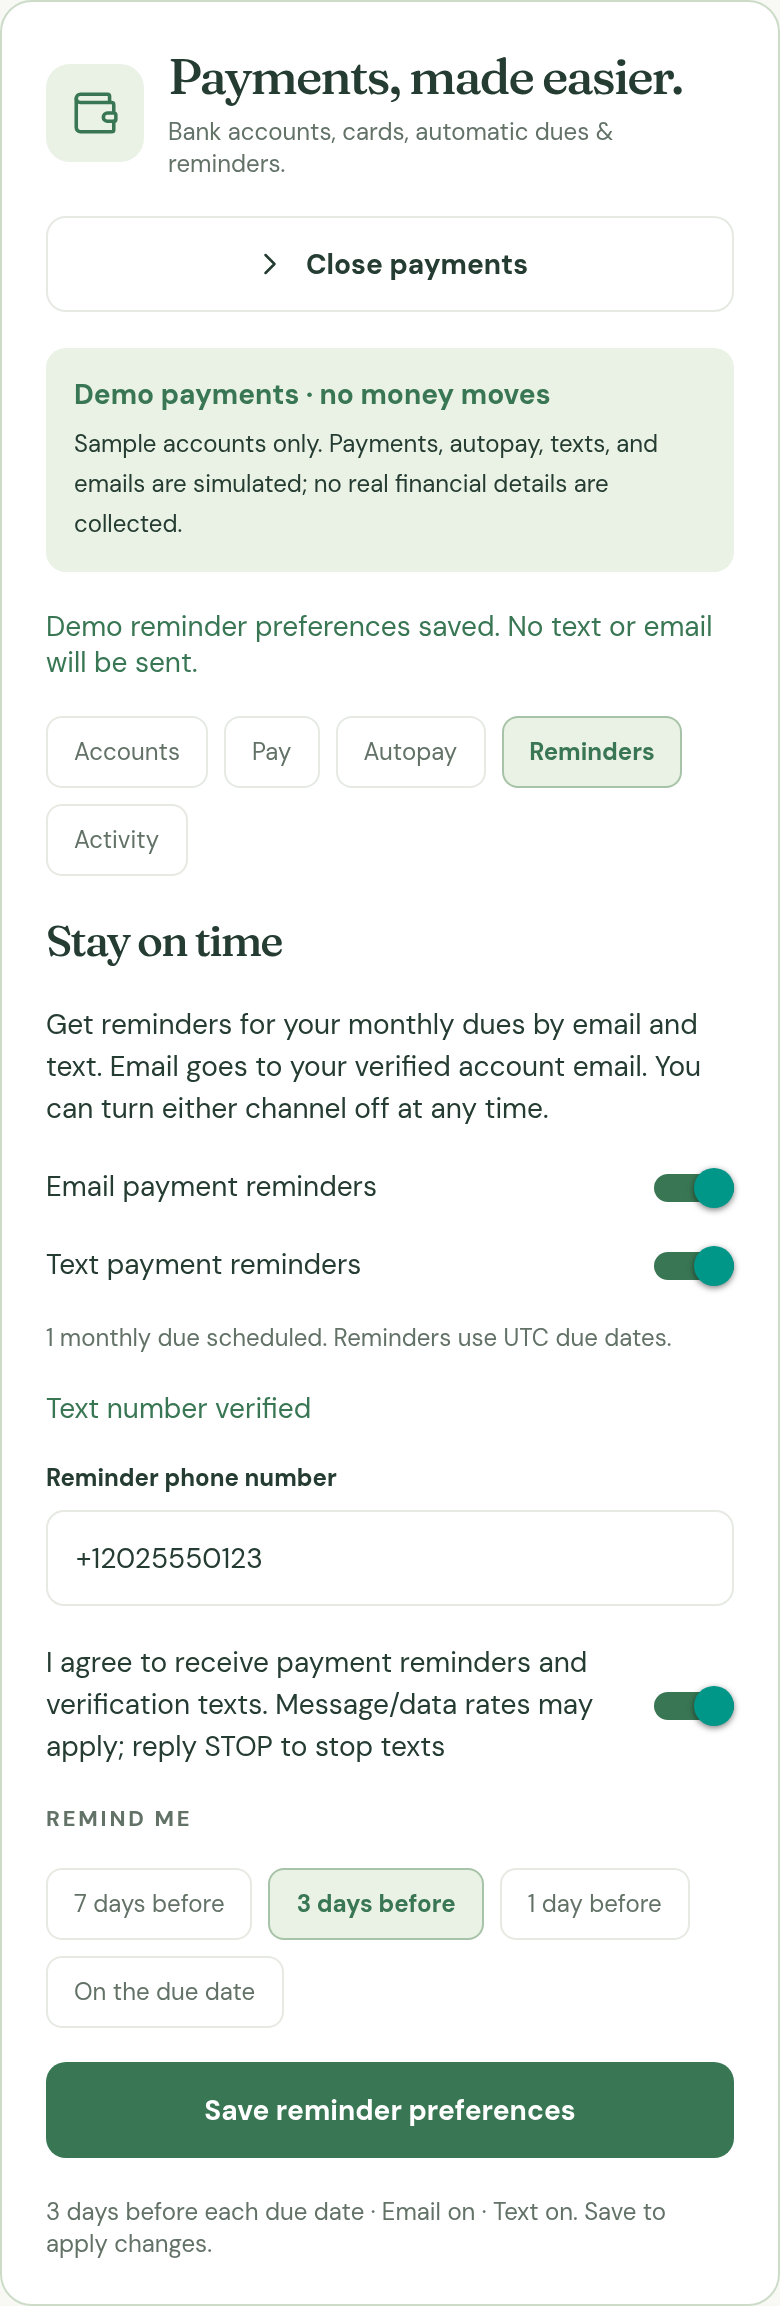 Payments, made easier.
Bank accounts, cards, automatic dues &
reminders.
Close payments
Demo payments · no money moves
Sample accounts only. Payments, autopay, texts, and
emails are simulated; no real financial details are
collected.
Demo reminder preferences saved. No text or email
will be sent.
Accounts
Pay
Autopay
Reminders
Activity
Stay on time
Get reminders for your monthly dues by email and
text. Email goes to your verified account email. You
can turn either channel off at any time.
Email payment reminders
Text payment reminders
1 monthly due scheduled. Reminders use UTC due dates.
Text number verified
Reminder phone number
+12025550123
I agree to receive payment reminders and
verification texts. Message/data rates may
apply; reply STOP to stop texts
REMIND ME
7 days before
3 days before
1 day before
On the due date
Save reminder preferences
3 days before each due date · Email on · Text on. Save to
apply changes.